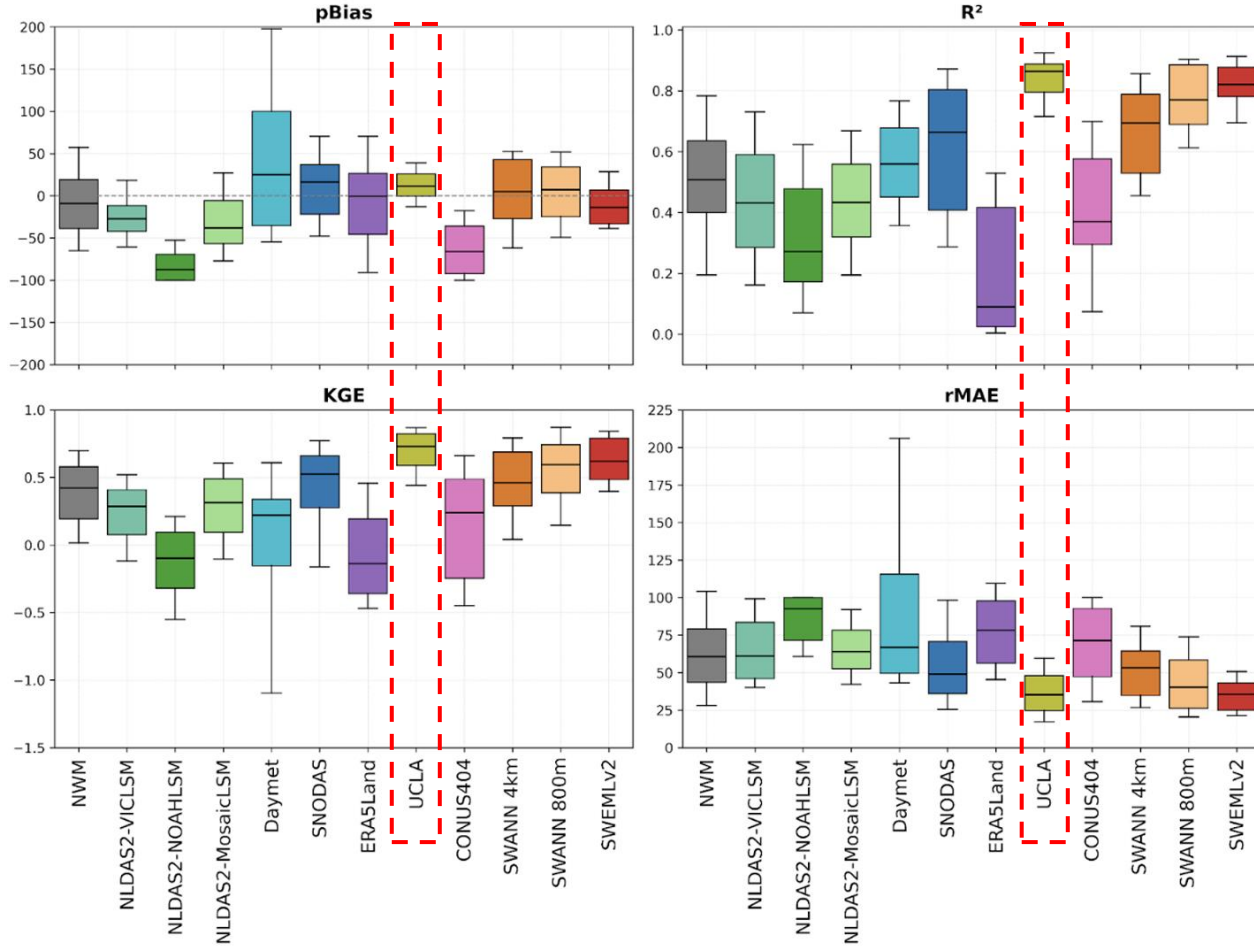 pBias
R²
200
150
100
50
0
−50
−100
−150
−200
1.0
0.8
0.6
0.4
0.2
0.0
KGE
rMAE
1.0
0.5
0.0
−0.5
−1.0
−1.5
225
200
175
150
125
100
75
50
25
0
NWM
NLDAS2-VICLSM
NLDAS2-NOAHLSM
NLDAS2-MosaicLSM
Daymet
SNODAS
ERA5Land
UCLA
CONUS404
SWANN 4km
SWANN 800m
SWEMLv2
NWM
NLDAS2-VICLSM
NLDAS2-NOAHLSM
NLDAS2-MosaicLSM
Daymet
SNODAS
ERA5Land
UCLA
CONUS404
SWANN 4km
SWANN 800m
SWEMLv2